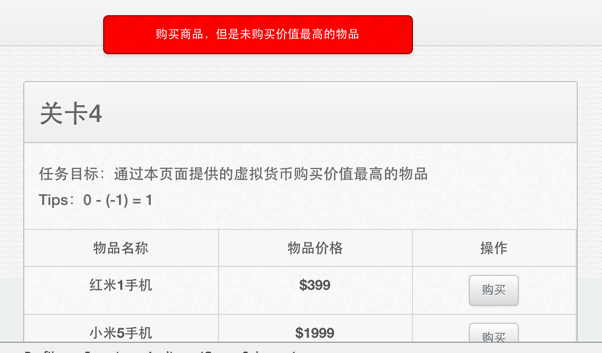 购买商品，但是未购买价值最高的物品
关卡4
任务目标：通过本页面提供的虚拟货币购买价值最高的物品
Tips：0 - (-1) = 1
物品名称 物品价格 操作
红米1手机 $399 购买
小米5手机 $1999 购买